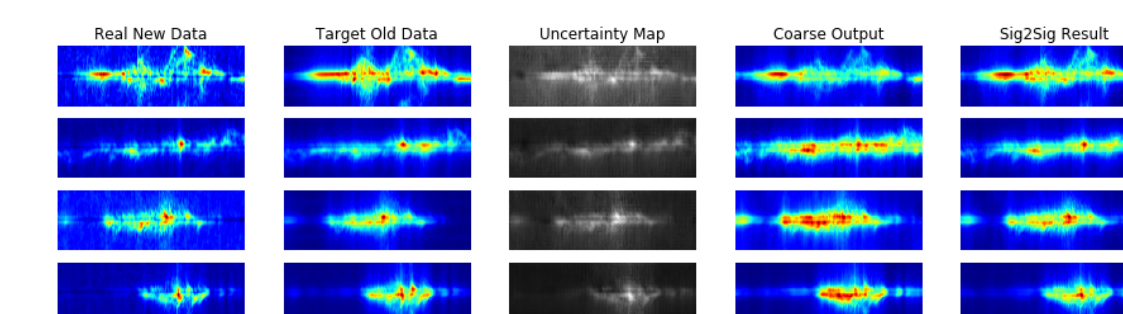 Real New Data
Target Old Data
Uncertainty Map
Coarse Output
Sig2Sig Result